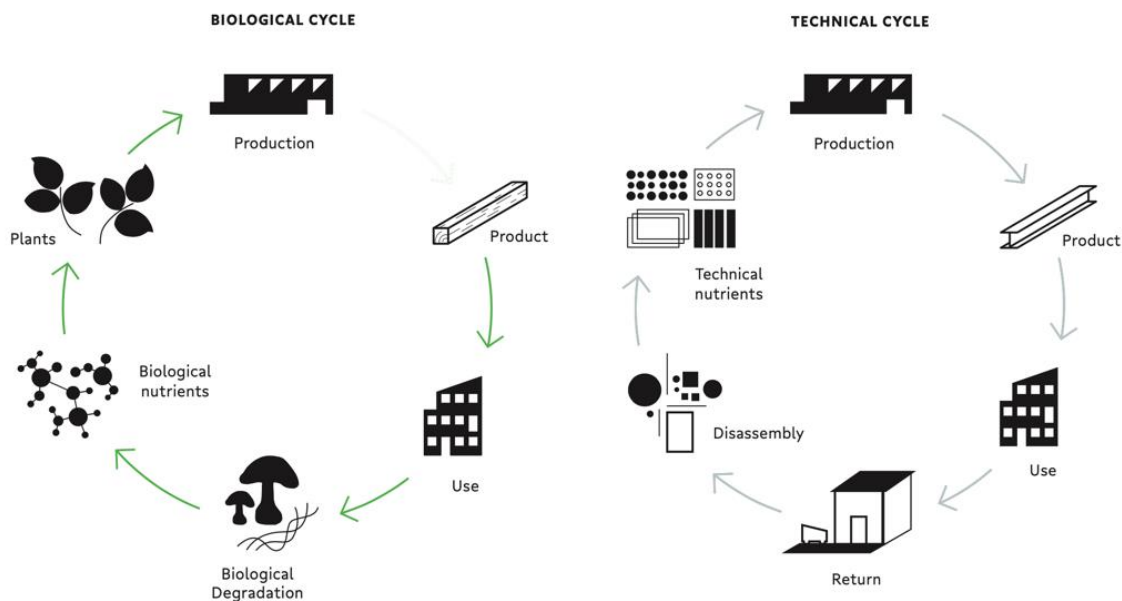 BIOLOGICAL CYCLE
Production
Product
Use
Biological
Degradation
Biological
nutrients
Plants
TECHNICAL CYCLE
Production
Product
Use
Return
Disassembly
Technical
nutrients